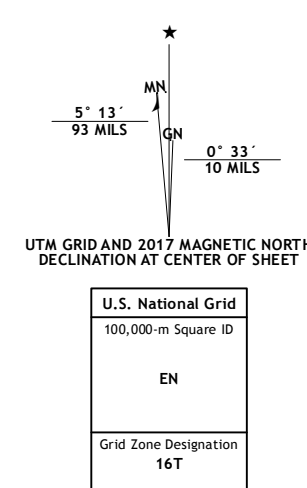 ★
MN
GN
5° 13´
93 MILS
0° 33´
10 MILS
UTM GRID AND 2017 MAGNETIC NORTH
DECLINATION AT CENTER OF SHEET
U.S. National Grid
100,000-m Square ID
EN
Grid Zone Designation
16T